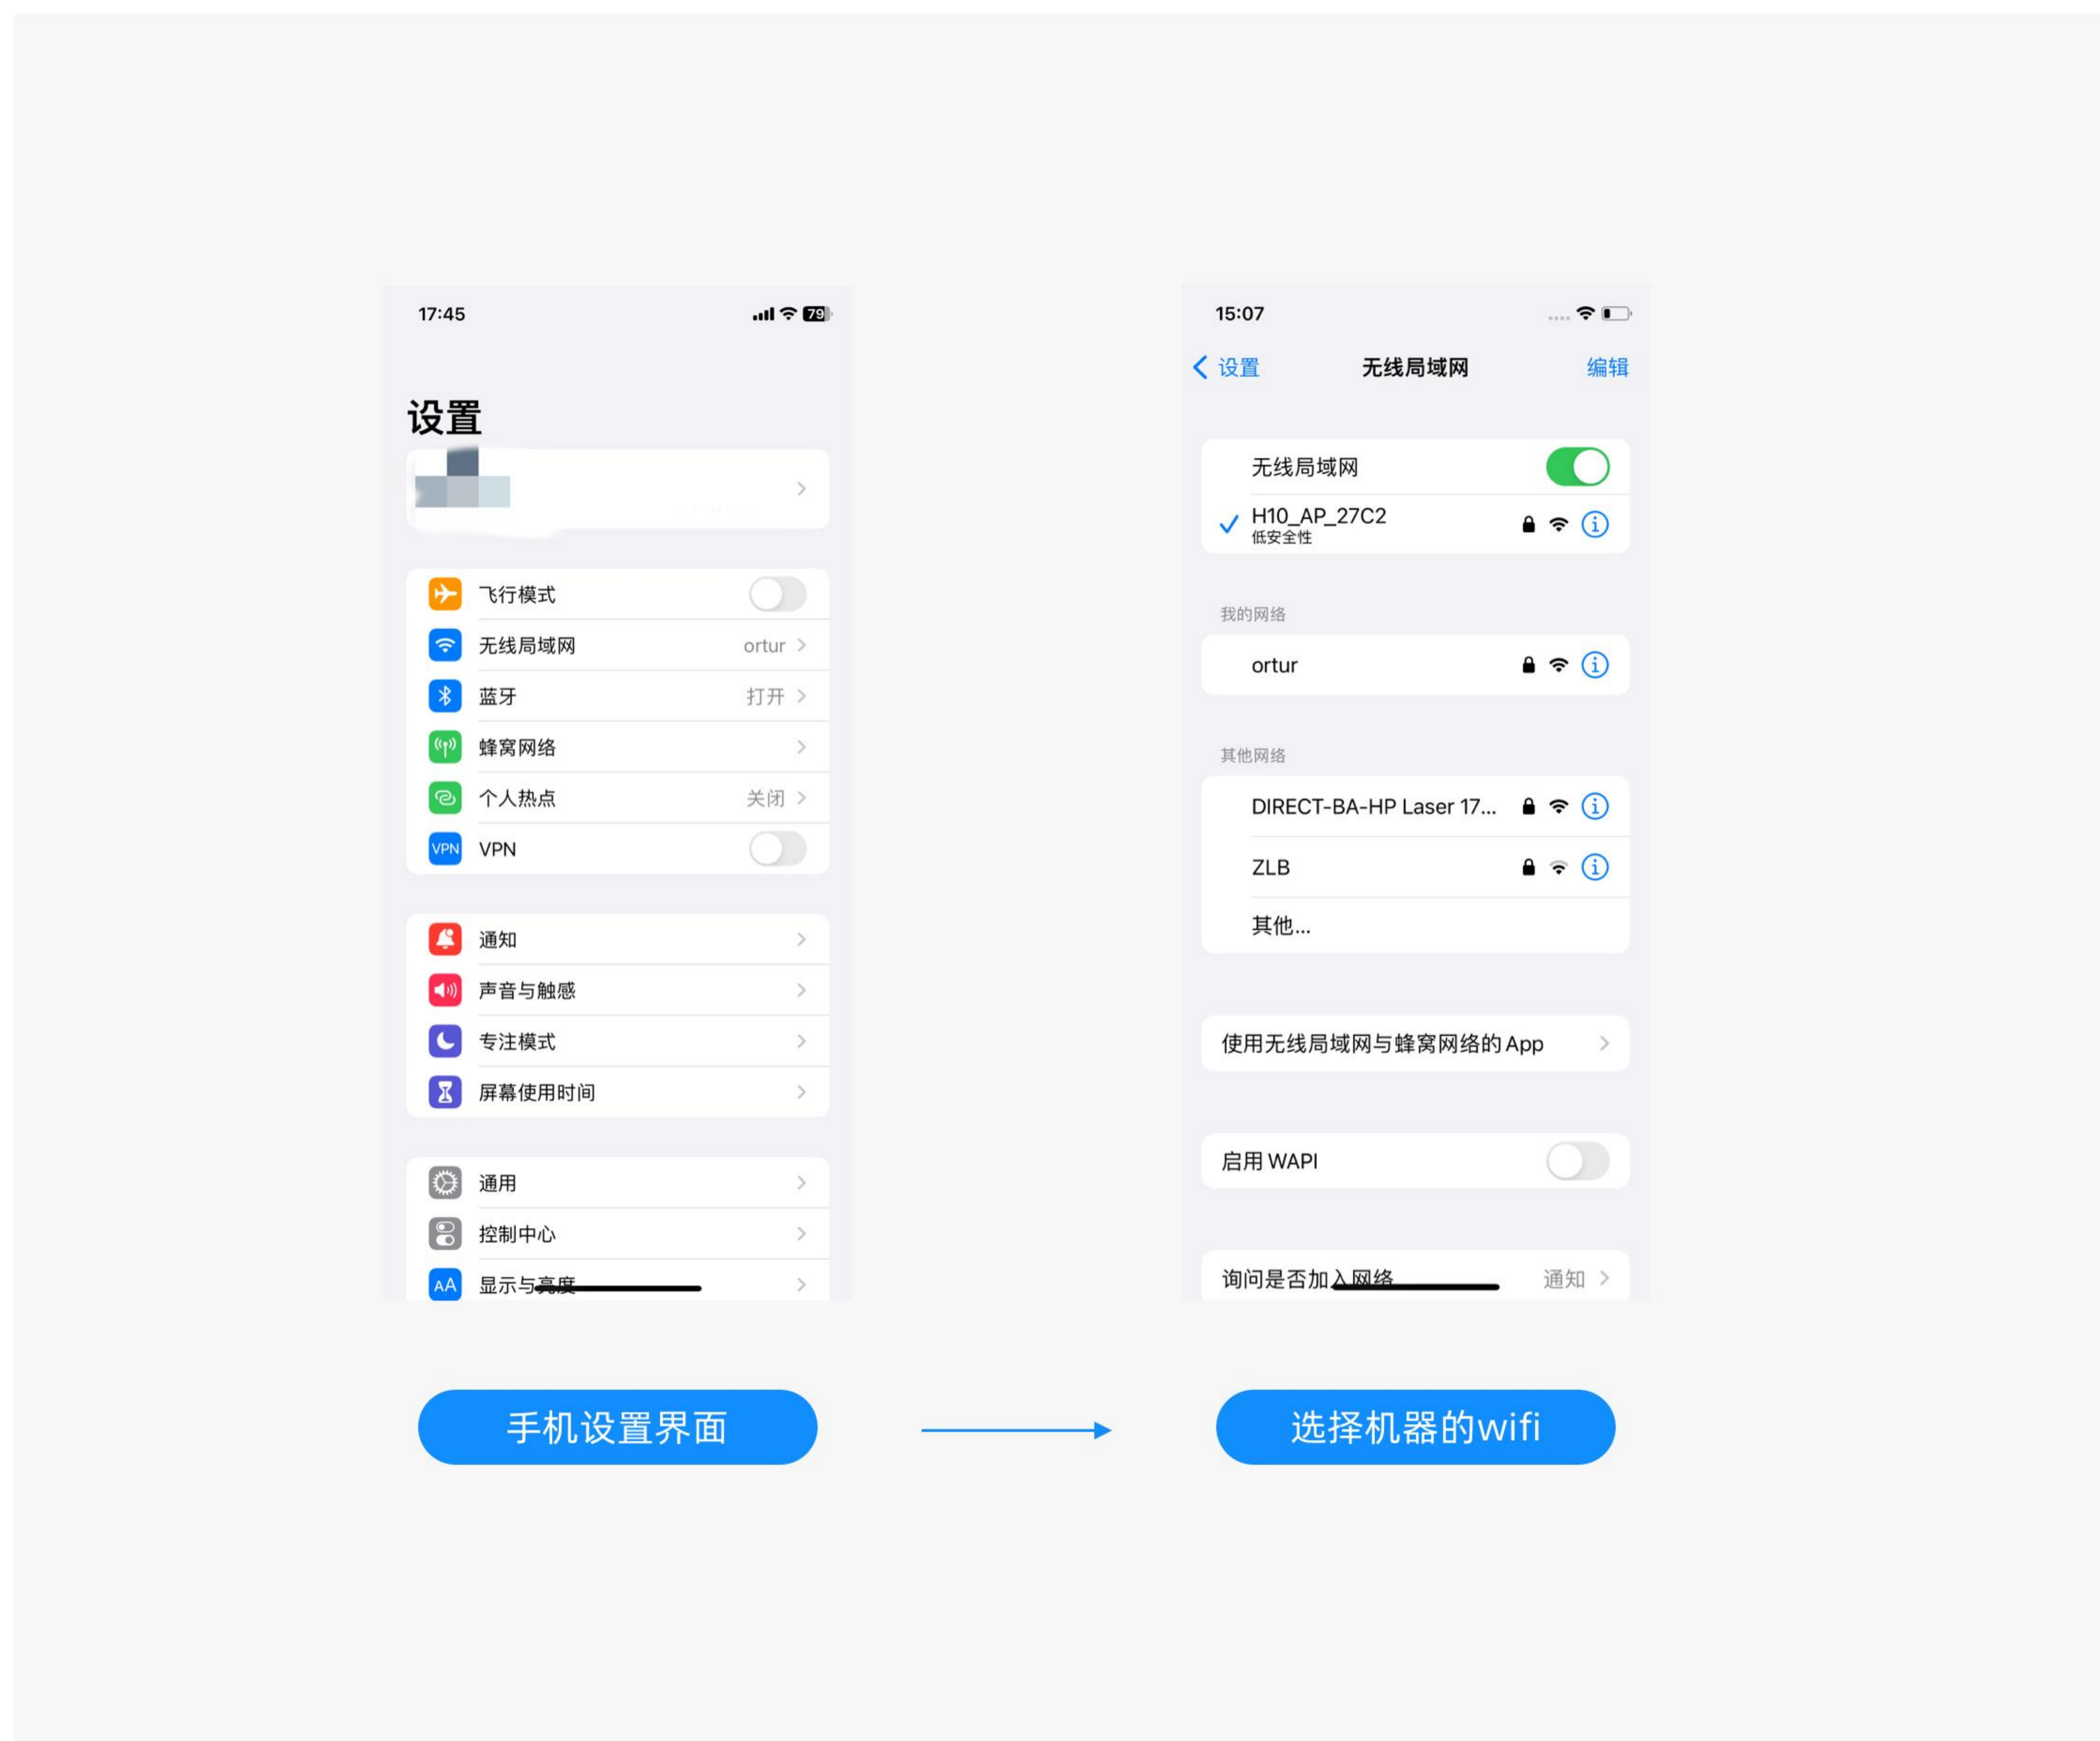 17:45
79
设置
飞行模式
无线局域网 ortur
蓝牙 打开
蜂窝网络
个人热点 关闭
VPN VPN
通知
声音与触感
专注模式
屏幕使用时间
通用
控制中心
AA 显示与亮度
手机设置界面
15:07
设置 无线局域网 编辑
无线局域网
H10_AP_27C2
低安全性
我的网络
ortur
其他网络
DIRECT-BA-HP Laser 17...
ZLB
其他...
使用无线局域网与蜂窝网络的 App
启用 WAPI
询问是否加入网络 通知
选择机器的wifi